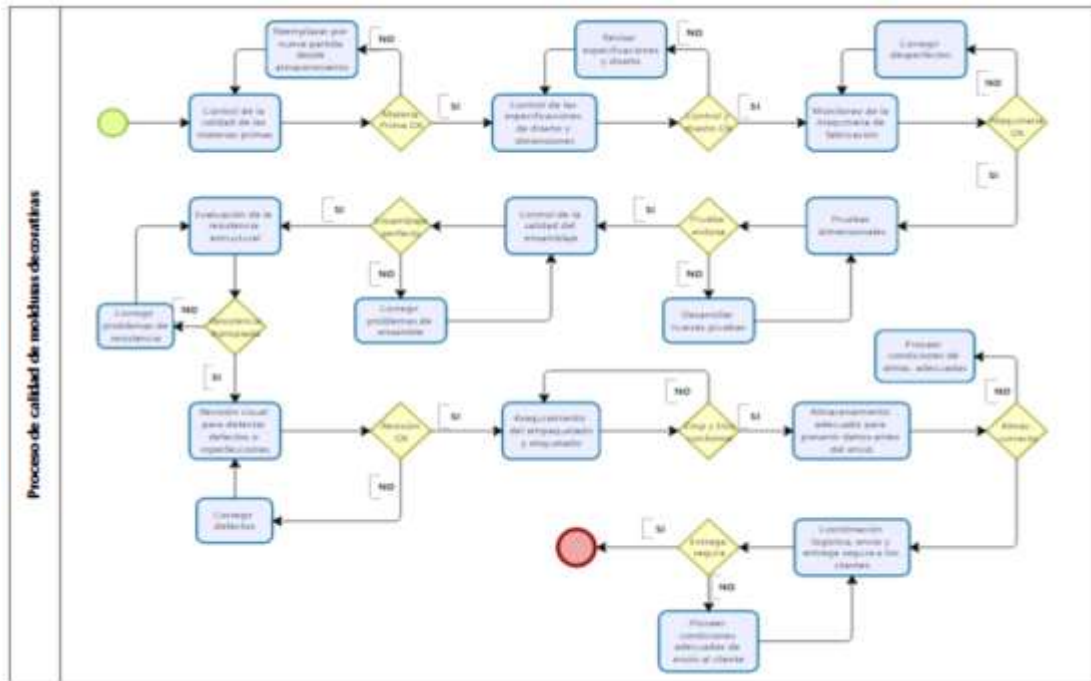 Proceso de calidad de molduras decorativas
Reemplazar por
nueva partida
desde
almacenamiento
NO
Control de la
calidad de las
materias primas
Materia
Prima OK
SI
Revisar
especificaciones
y diseño
NO
Control de las
especificaciones
de diseño y
dimensiones
Control y
diseño OK
SI
Corregir
desperfectos
NO
Monitoreo de la
maquinaria de
fabricación
Maquinaria
OK
SI
Evaluación de la
resistencia
estructural
SI
Ensamblaje
perfecto
Control de la
calidad del
ensamblaje
SI
Prueba
exitosa
Pruebas
dimensionales
NO
NO
Corregir
problemas de
resistencia
NO
Resistencia
Corregir
problemas de
ensamble
Desarrollar
nuevas pruebas
Proveer
condiciones de
almac. adecuadas
NO
SI
Revisión visual
para detectar
defectos o
imperfecciones
Revisión
OK
SI
Aseguramiento
del empaquetado y
etiquetado
NO
Emp y Etiq
SI
Almacenamiento
adecuado para
prevenir daños antes
del envío
Almac
correcto
NO
Corregir
defectos
SI
Entrega
segura
Coordinación
logística, envío y
entrega segura a los
clientes
NO
Proveer
condiciones
adecuadas de
envío al cliente